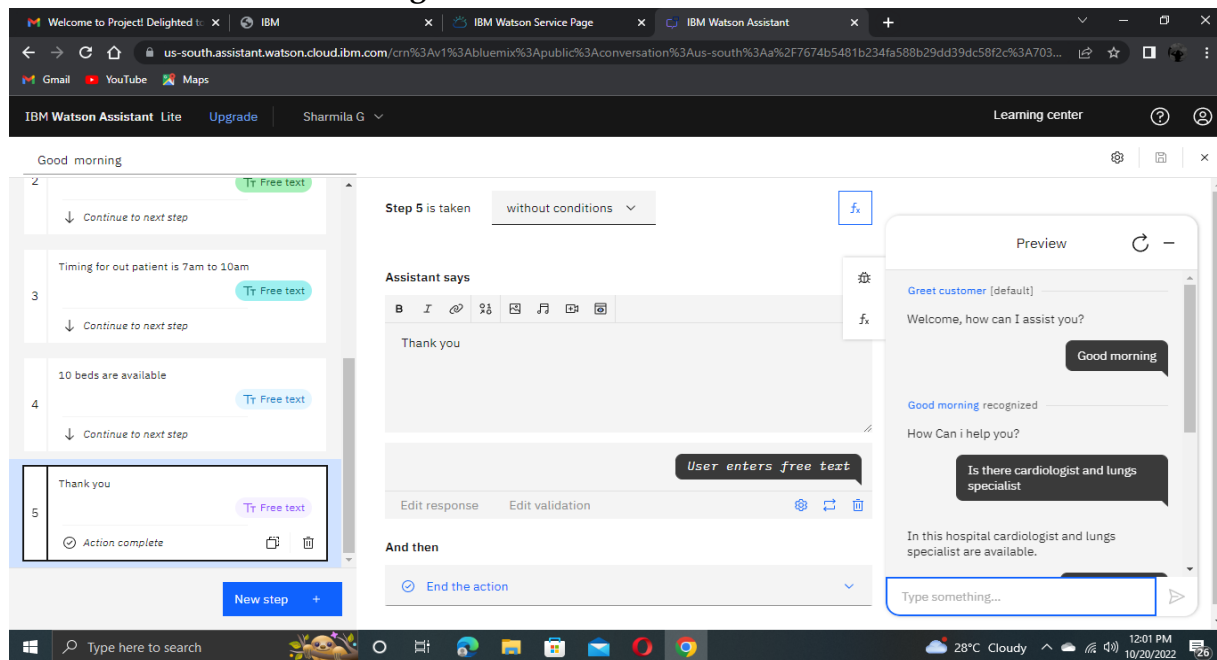 Welcome to Project! Delighted to
IBM
IBM Watson Service Page
IBM Watson Assistant
us-south.assistant.watson.cloud.ibm.com/crn%3Av1%3Abluemix%3Apublic%3Aconversation%3Aus-south%3Aa%2F7674b5481b234fa588b29dd39dc58f2c%3A703...
Gmail YouTube Maps
IBM Watson Assistant Lite Upgrade Sharmila G Learning center
Good morning
2 Tт Free text
Continue to next step
Timing for out patient is 7am to 10am
3 Tт Free text
Continue to next step
10 beds are available
4 Tт Free text
Continue to next step
Thank you
5 Tт Free text
Action complete
New step +
Step 5 is taken without conditions fx
Assistant says
B I
fx
Thank you
User enters free text
Edit response Edit validation
And then
End the action
Preview
Greet customer [default]
Welcome, how can I assist you?
Good morning
Good morning recognized
How Can i help you?
Is there cardiologist and lungs
specialist
In this hospital cardiologist and lungs
specialist are available.
Type something...
Type here to search
28°C Cloudy
12:01 PM
10/20/2022
26